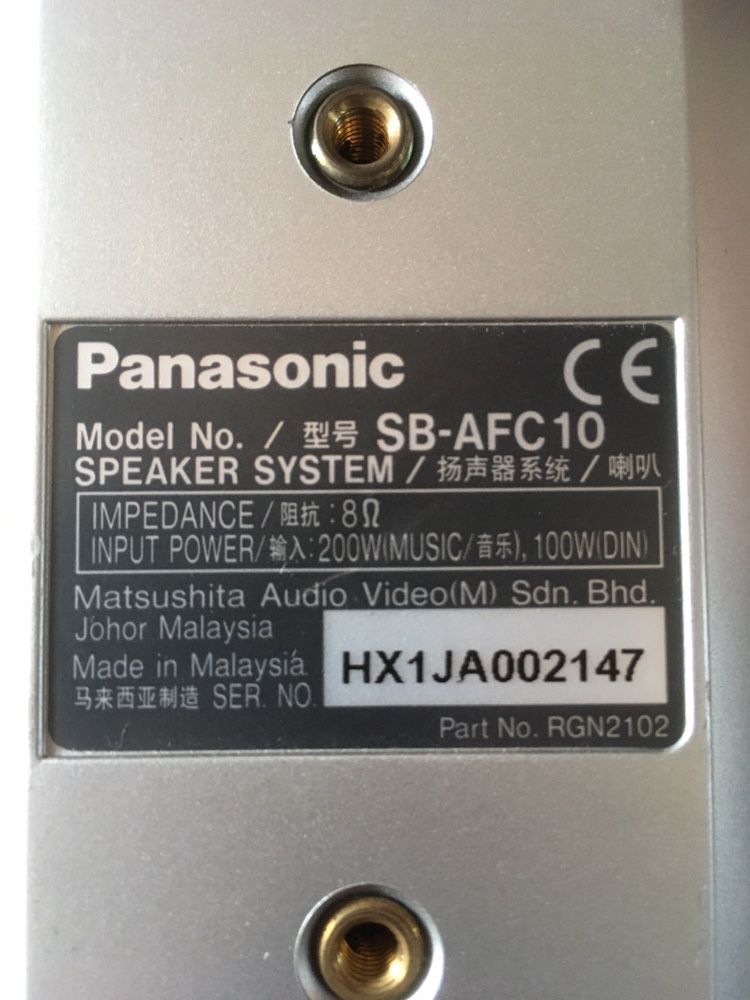 Panasonic CE
Model No. / 型号 SB-AFC10
SPEAKER SYSTEM / 扬声器系统 / 喇叭
IMPEDANCE / 阻抗 : 8Ω
INPUT POWER/输入: 200W(MUSIC/音乐), 100W(DIN)
Matsushita Audio Video(M) Sdn. Bhd.
Johor Malaysia
Made in Malaysia
马来西亚制造 SER. NO. HX1JA002147
Part No. RGN2102